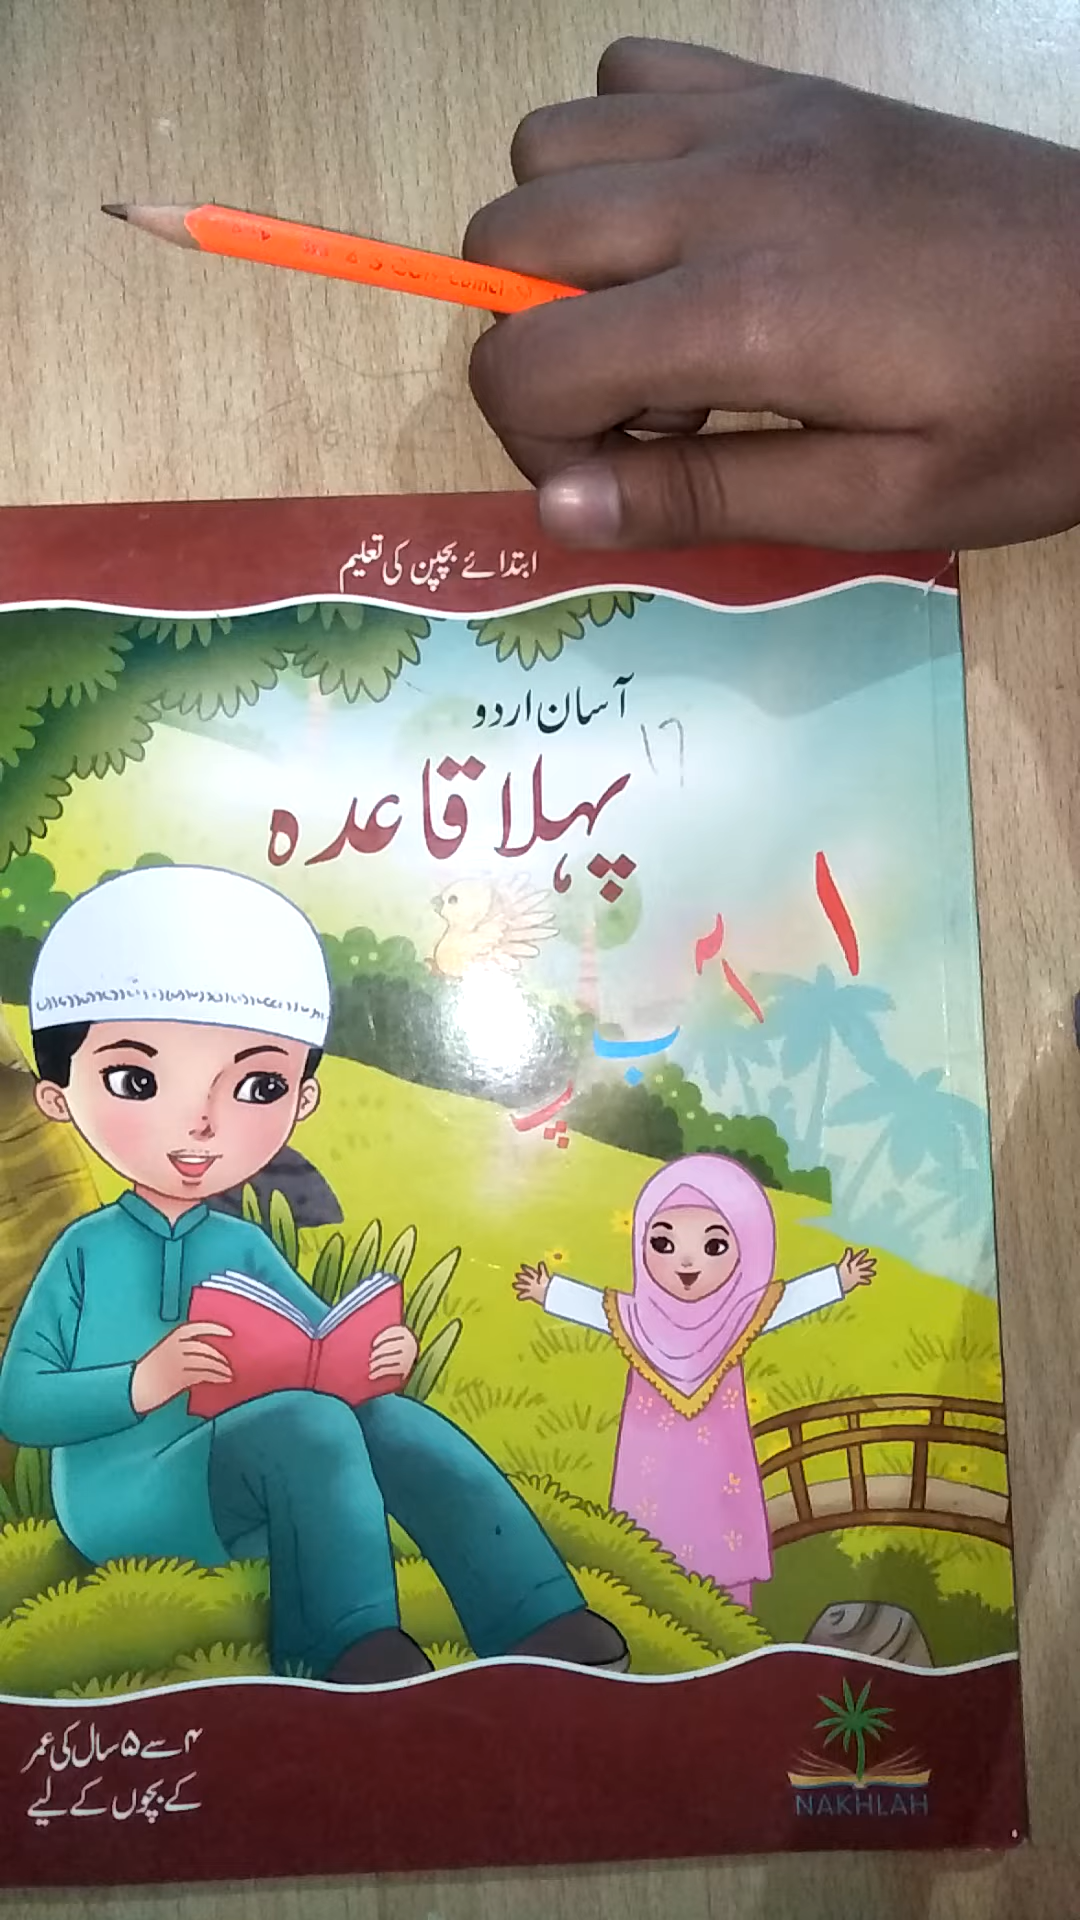 ابتدائے بچپن کی تعلیم
آسان اردو
پہلا قاعدہ
ا
ب
پ
۴ سے ۵ سال کی عمر
کے بچوں کے لیے
NAKHLAH